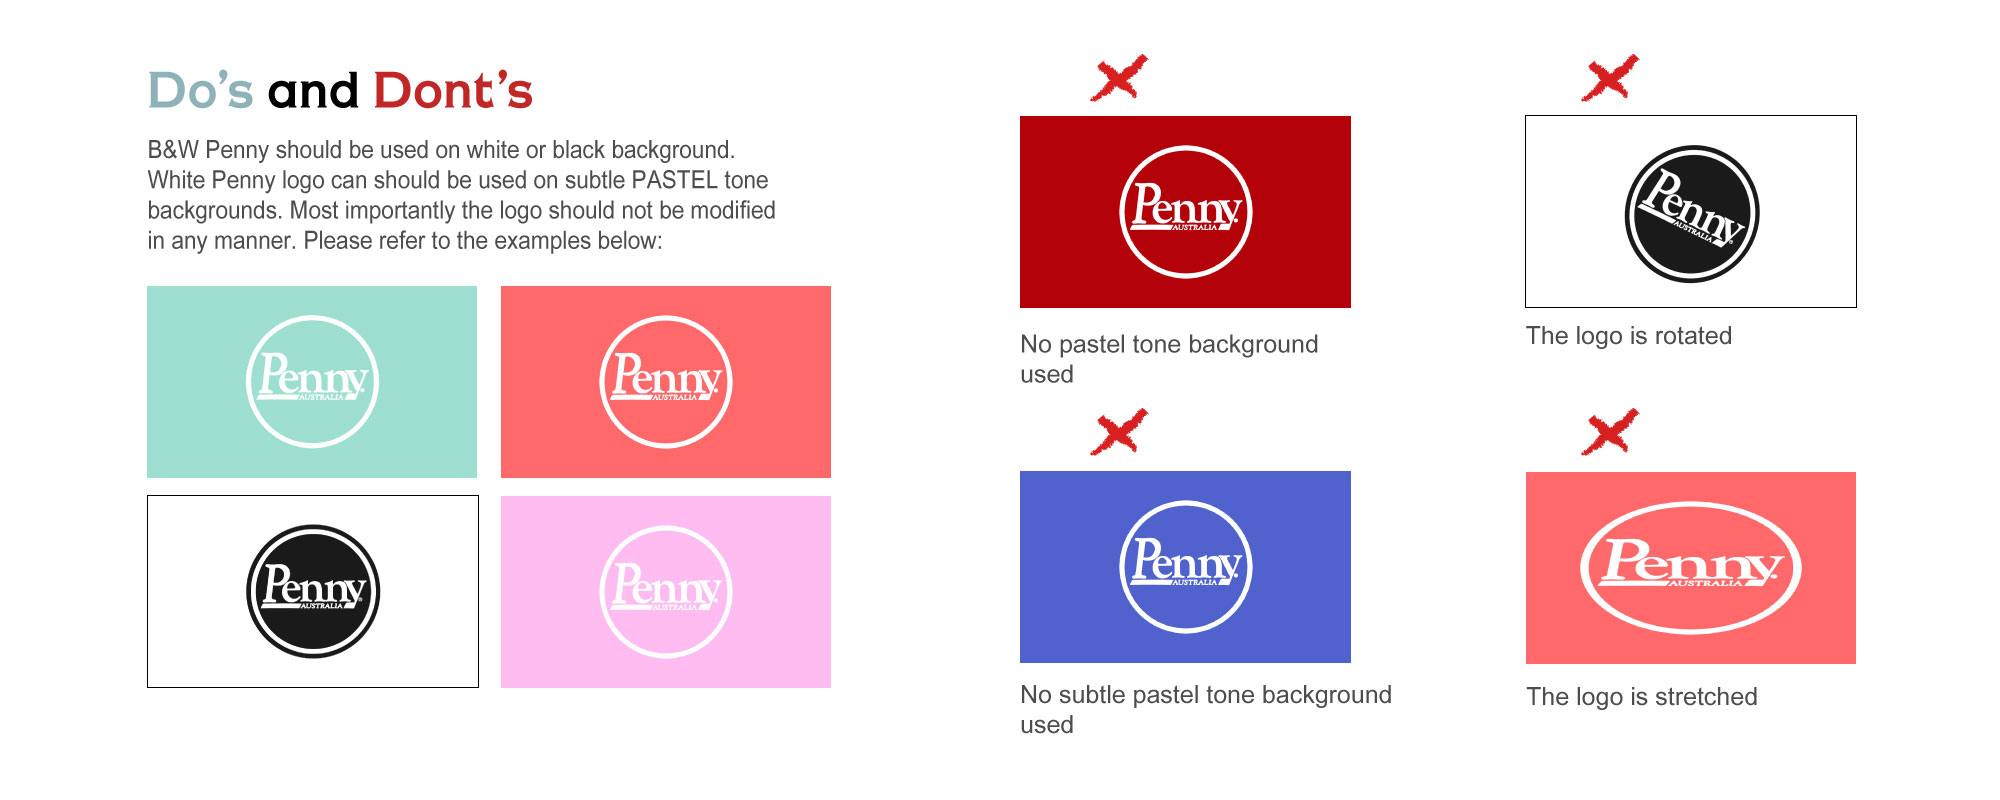 Do's and Dont's
B&W Penny should be used on white or black background.
White Penny logo can should be used on subtle PASTEL tone
backgrounds. Most importantly the logo should not be modified
in any manner. Please refer to the examples below:
Penny
AUSTRALIA
Penny
AUSTRALIA
Penny
AUSTRALIA
Penny
AUSTRALIA
Penny
AUSTRALIA
No pastel tone background
used
Penny
AUSTRALIA
The logo is rotated
Penny
AUSTRALIA
No subtle pastel tone background
used
Penny
AUSTRALIA
The logo is stretched